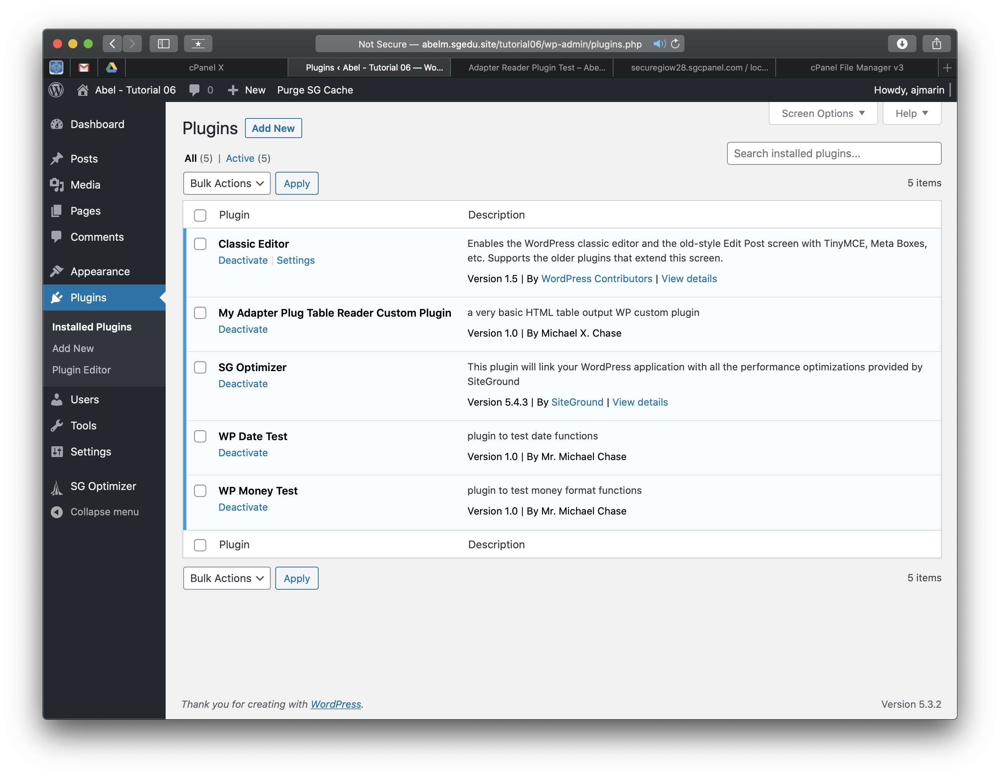 Not Secure — abelm.sgedu.site/tutorial06/wp-admin/plugins.php
cPanel X
Plugins ‹ Abel - Tutorial 06 — Wo...
Adapter Reader Plugin Test – Abe...
securegiow28.sgcpanel.com / loc...
cPanel File Manager v3
Abel - Tutorial 06
0
New
Purge SG Cache
Howdy, ajmarin
Dashboard
Posts
Media
Pages
Comments
Appearance
Plugins
Installed Plugins
Add New
Plugin Editor
Users
Tools
Settings
SG Optimizer
Collapse menu
Screen Options
Help
Plugins
Add New
All (5) | Active (5)
Search installed plugins...
Bulk Actions
Apply
5 items
Plugin
Description
Classic Editor
Deactivate | Settings
Enables the WordPress classic editor and the old-style Edit Post screen with TinyMCE, Meta Boxes,
etc. Supports the older plugins that extend this screen.
Version 1.5 | By WordPress Contributors | View details
My Adapter Plug Table Reader Custom Plugin
Deactivate
a very basic HTML table output WP custom plugin
Version 1.0 | By Michael X. Chase
SG Optimizer
Deactivate
This plugin will link your WordPress application with all the performance optimizations provided by
SiteGround
Version 5.4.3 | By SiteGround | View details
WP Date Test
Deactivate
plugin to test date functions
Version 1.0 | By Mr. Michael Chase
WP Money Test
Deactivate
plugin to test money format functions
Version 1.0 | By Mr. Michael Chase
Plugin
Description
Bulk Actions
Apply
5 items
Thank you for creating with WordPress.
Version 5.3.2